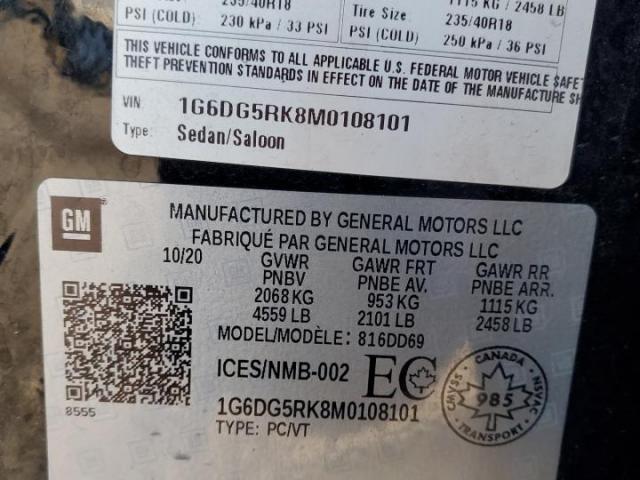 235/40R18
PSI (COLD): 230 kPa / 33 PSI
1115 KG / 2458 LB
Tire Size: 235/40R18
PSI (COLD): 250 kPa / 36 PSI
THIS VEHICLE CONFORMS TO ALL APPLICABLE U.S. FEDERAL MOTOR VEHICLE SAFE
THEFT PREVENTION STANDARDS IN EFFECT ON THE DATE OF THE MANUFACTURE SH
VIN: 1G6DG5RK8M0108101
Type: Sedan/Saloon
GM
MANUFACTURED BY GENERAL MOTORS LLC
FABRIQUÉ PAR GENERAL MOTORS LLC
10/20 GVWR GAWR FRT GAWR RR
PNBV PNBE AV. PNBE ARR.
2068 KG 953 KG 1115 KG
4559 LB 2101 LB 2458 LB
MODEL/MODÈLE: 816DD69
ICES/NMB-002 EC
8555
1G6DG5RK8M0108101
TYPE: PC/VT
CANADA
CMVSS 985 NSVAC
TRANSPORT